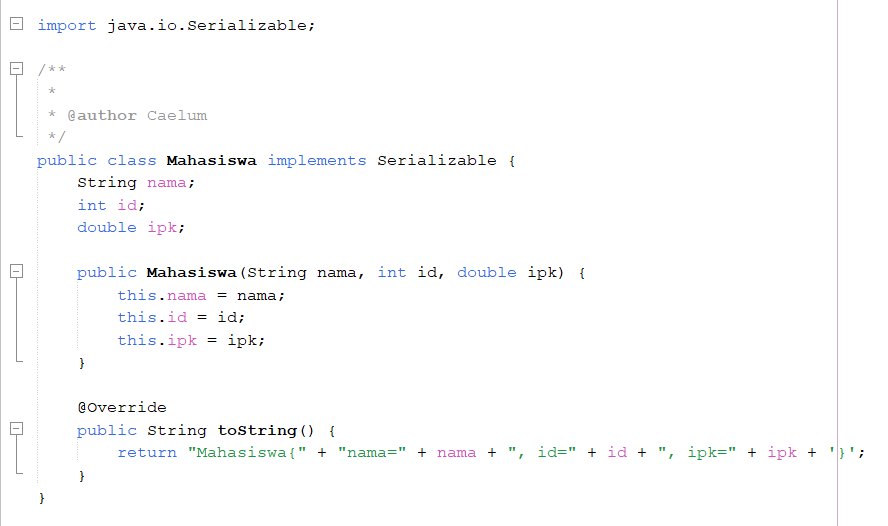 import java.io.Serializable;
/**
 *
 * @author Caelum
 */
public class Mahasiswa implements Serializable {
    String nama;
    int id;
    double ipk;
    public Mahasiswa(String nama, int id, double ipk) {
        this.nama = nama;
        this.id = id;
        this.ipk = ipk;
    }
    @Override
    public String toString() {
        return "Mahasiswa{" + "nama=" + nama + ", id=" + id + ", ipk=" + ipk + '}';
    }
}